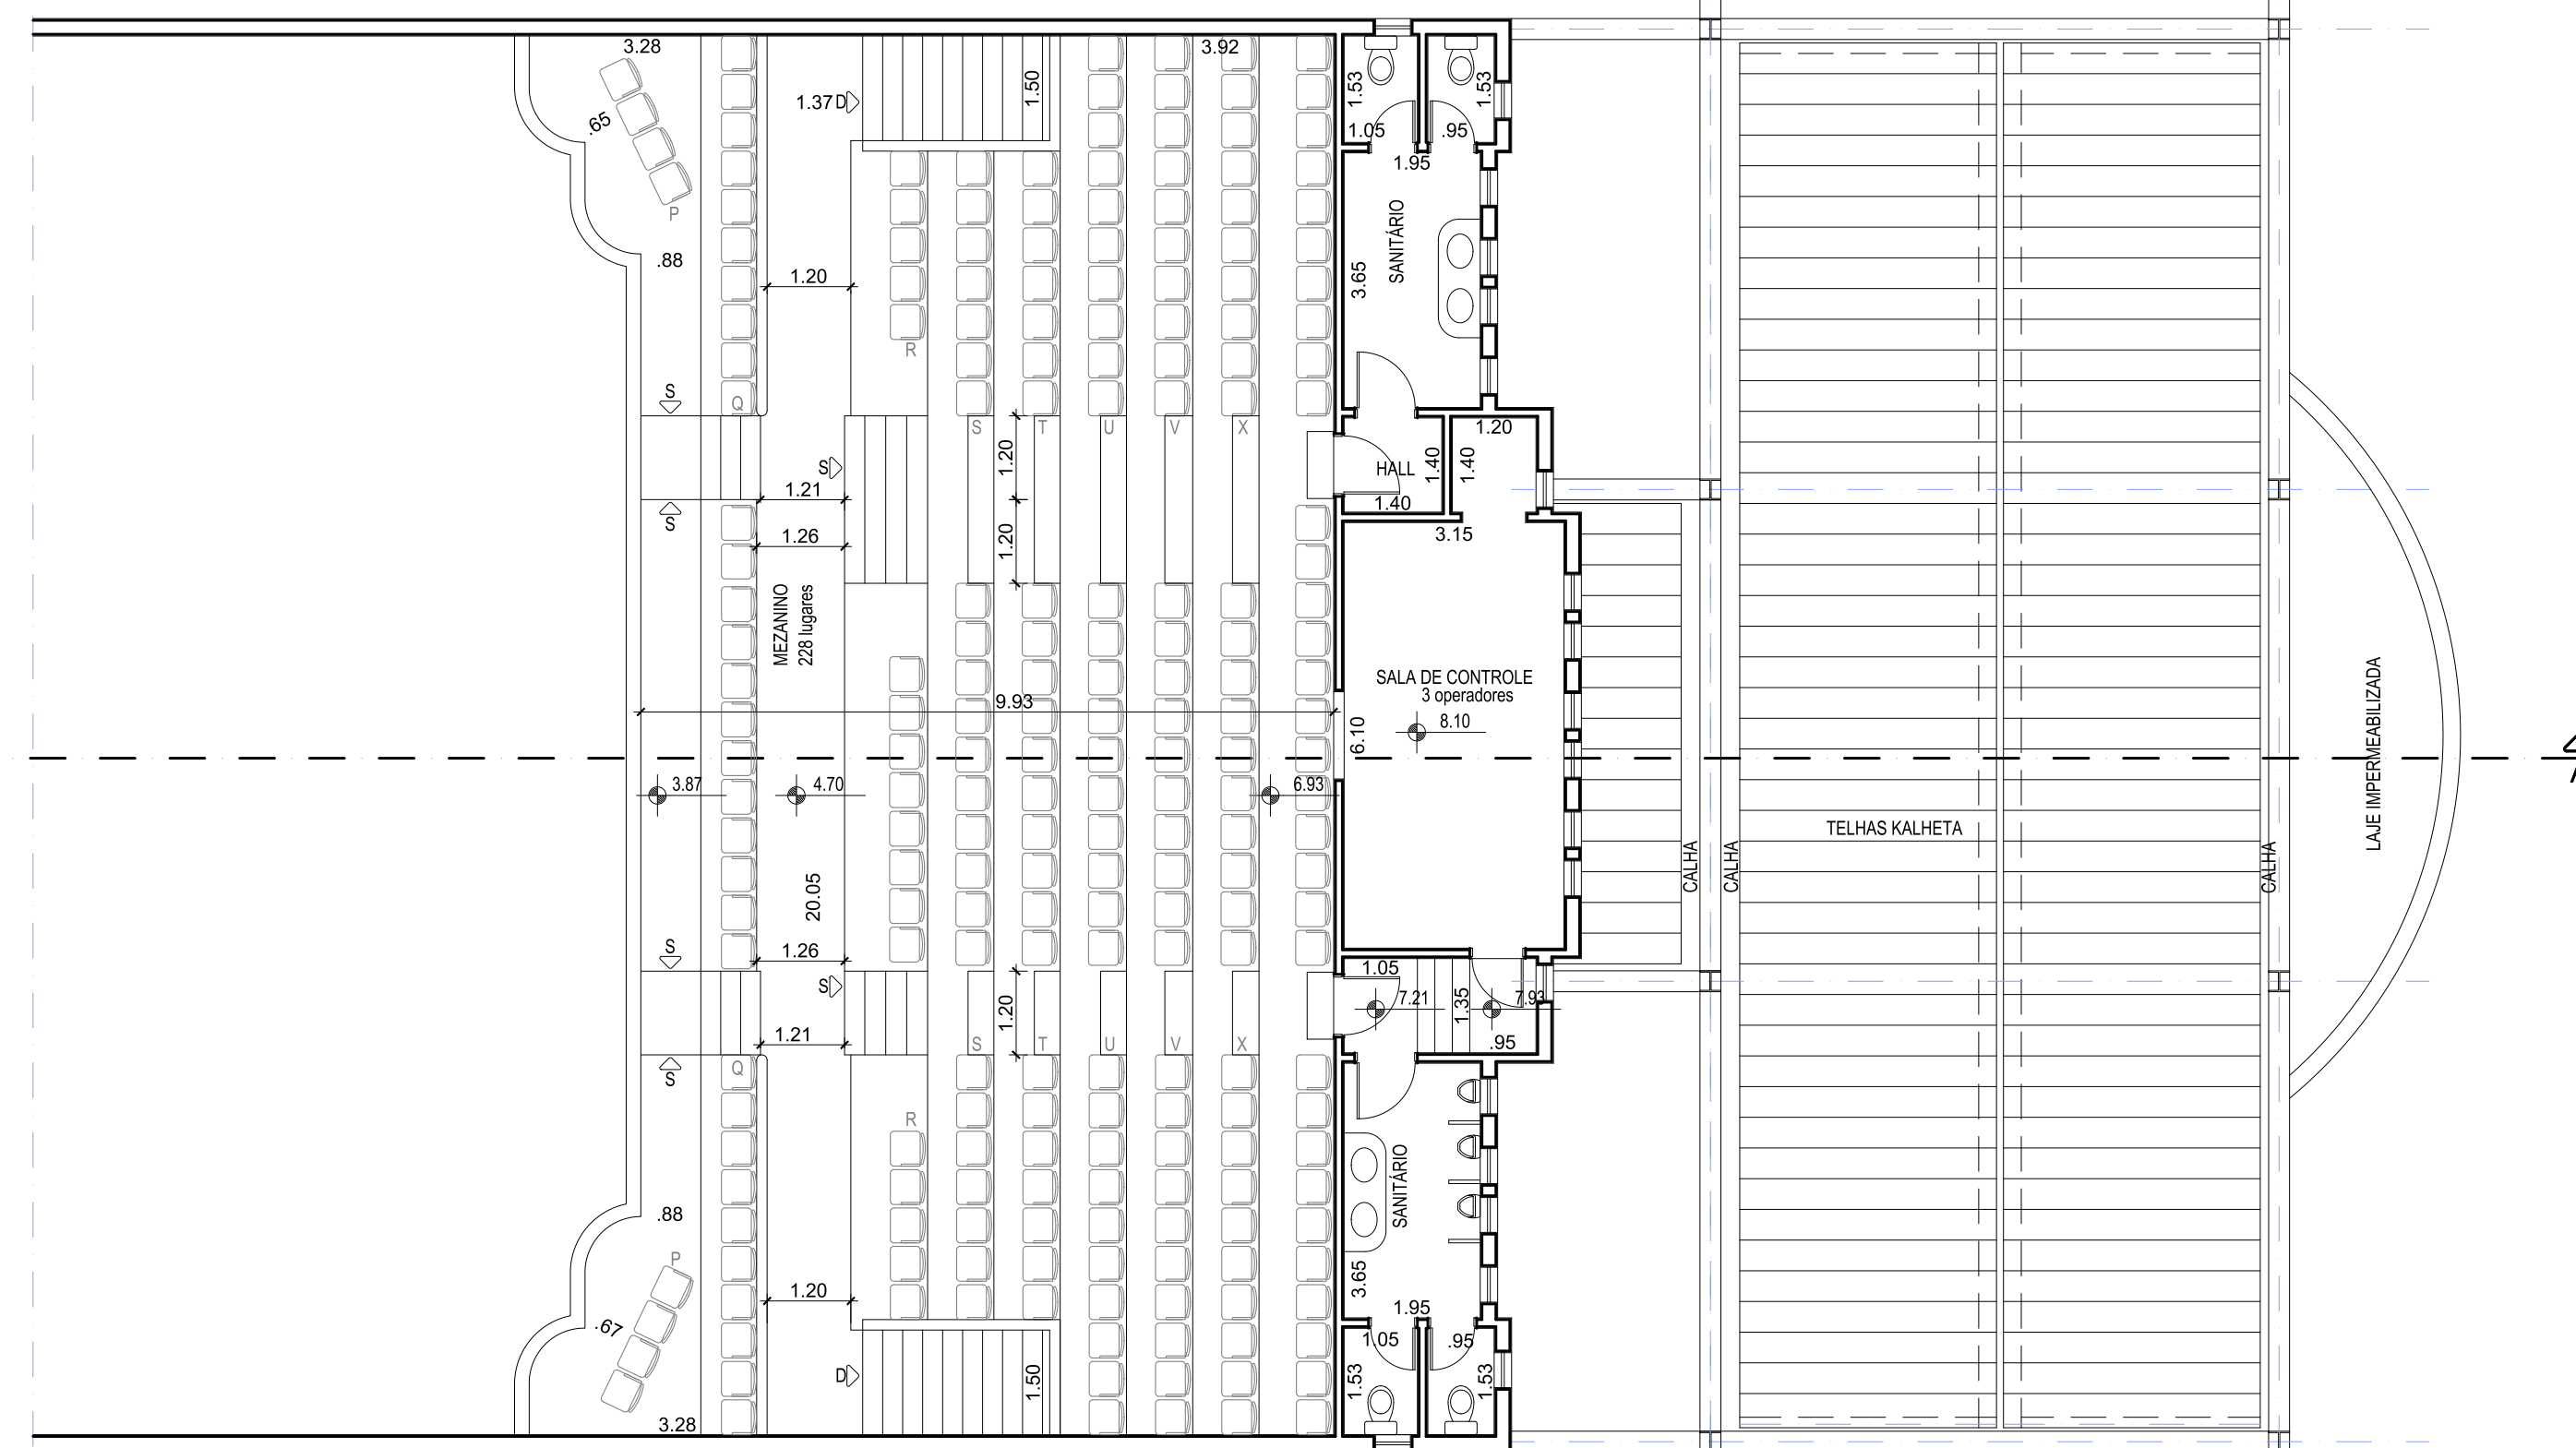 3.28
3.92
.65
1.37 D
1.50
1.53
1.53
1.05
.95
1.95
P
.88
1.20
SANITÁRIO
3.65
R
S
Q
S
T
U
V
X
1.20
S
1.21
1.20
HALL
1.40
1.40
1.40
1.20
S
1.26
1.20
3.15
MEZANINO
228 lugares
9.93
SALA DE CONTROLE
3 operadores
8.10
6.10
3.87
4.70
6.93
TELHAS KALHETA
LAJE IMPERMEABILIZADA
CALHA
CALHA
CALHA
20.05
S
1.26
S
1.21
1.20
1.05
7.21
1.35
7.93
.95
S
T
U
V
X
S
Q
R
SANITÁRIO
.88
P
1.20
3.65
1.95
.67
1.05
.95
D
1.50
1.53
1.53
3.28